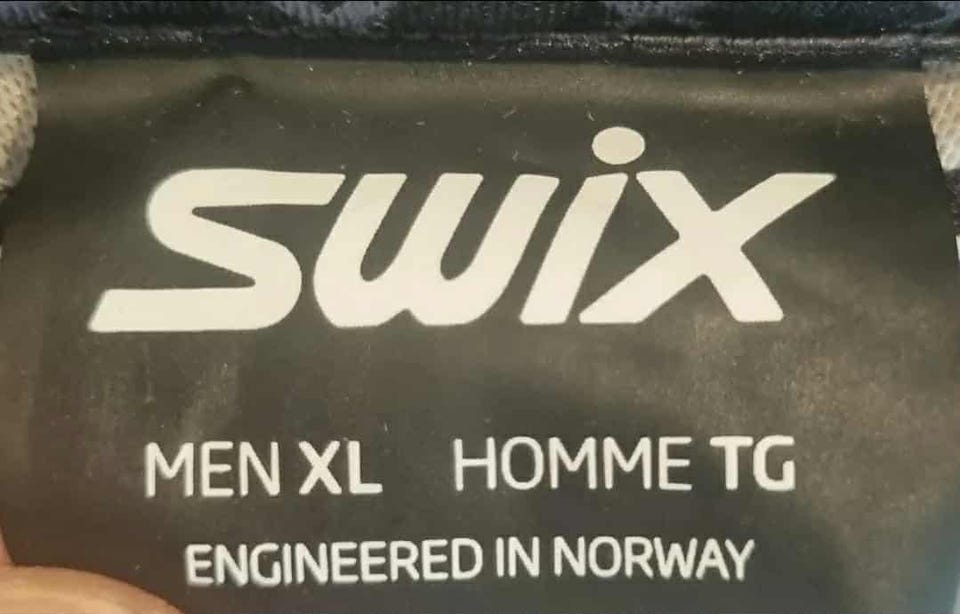 swix
MEN XL HOMME TG
ENGINEERED IN NORWAY